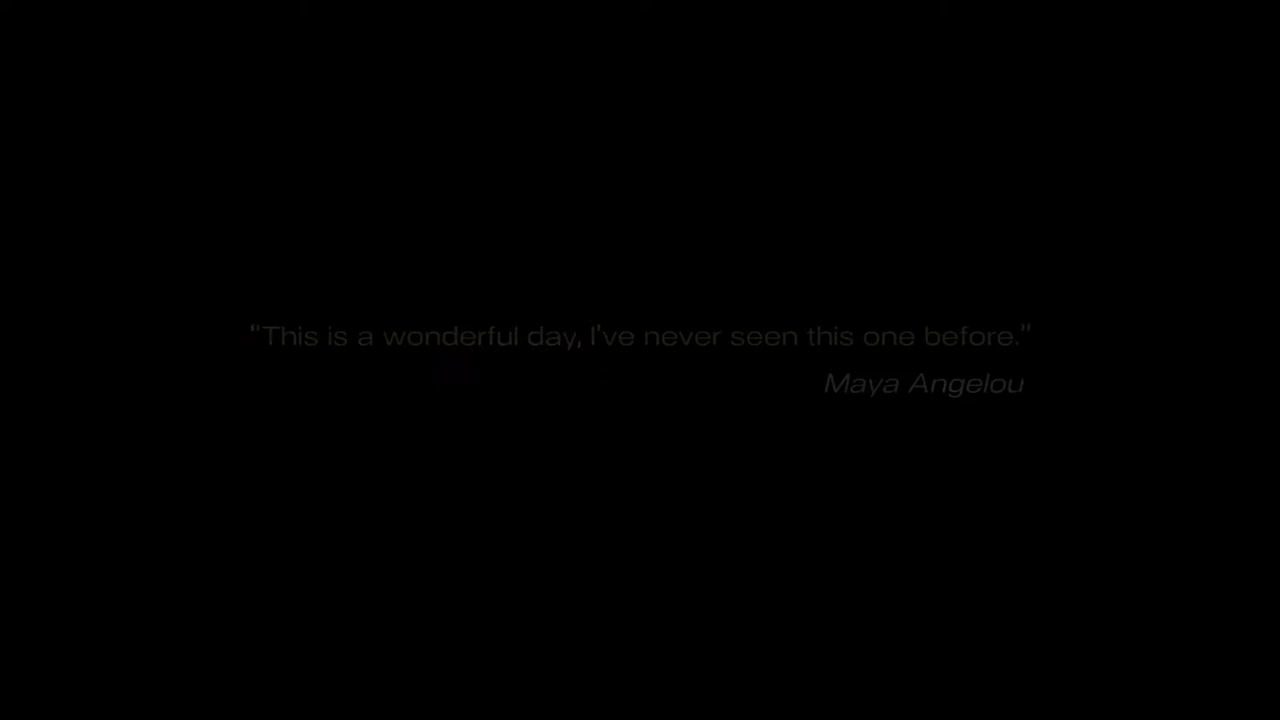 "This is a wonderful day, I've never seen this one before."
Maya Angelou